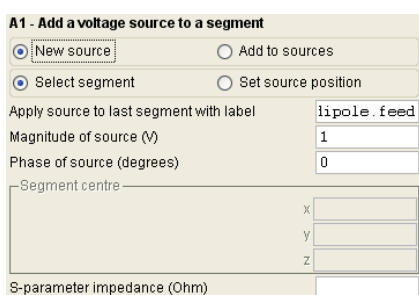 A1 - Add a voltage source to a segment
New source Add to sources
Select segment Set source position
Apply source to last segment with label lipole.feed
Magnitude of source (V) 1
Phase of source (degrees) 0
Segment centre
x
y
z
S-parameter impedance (Ohm)